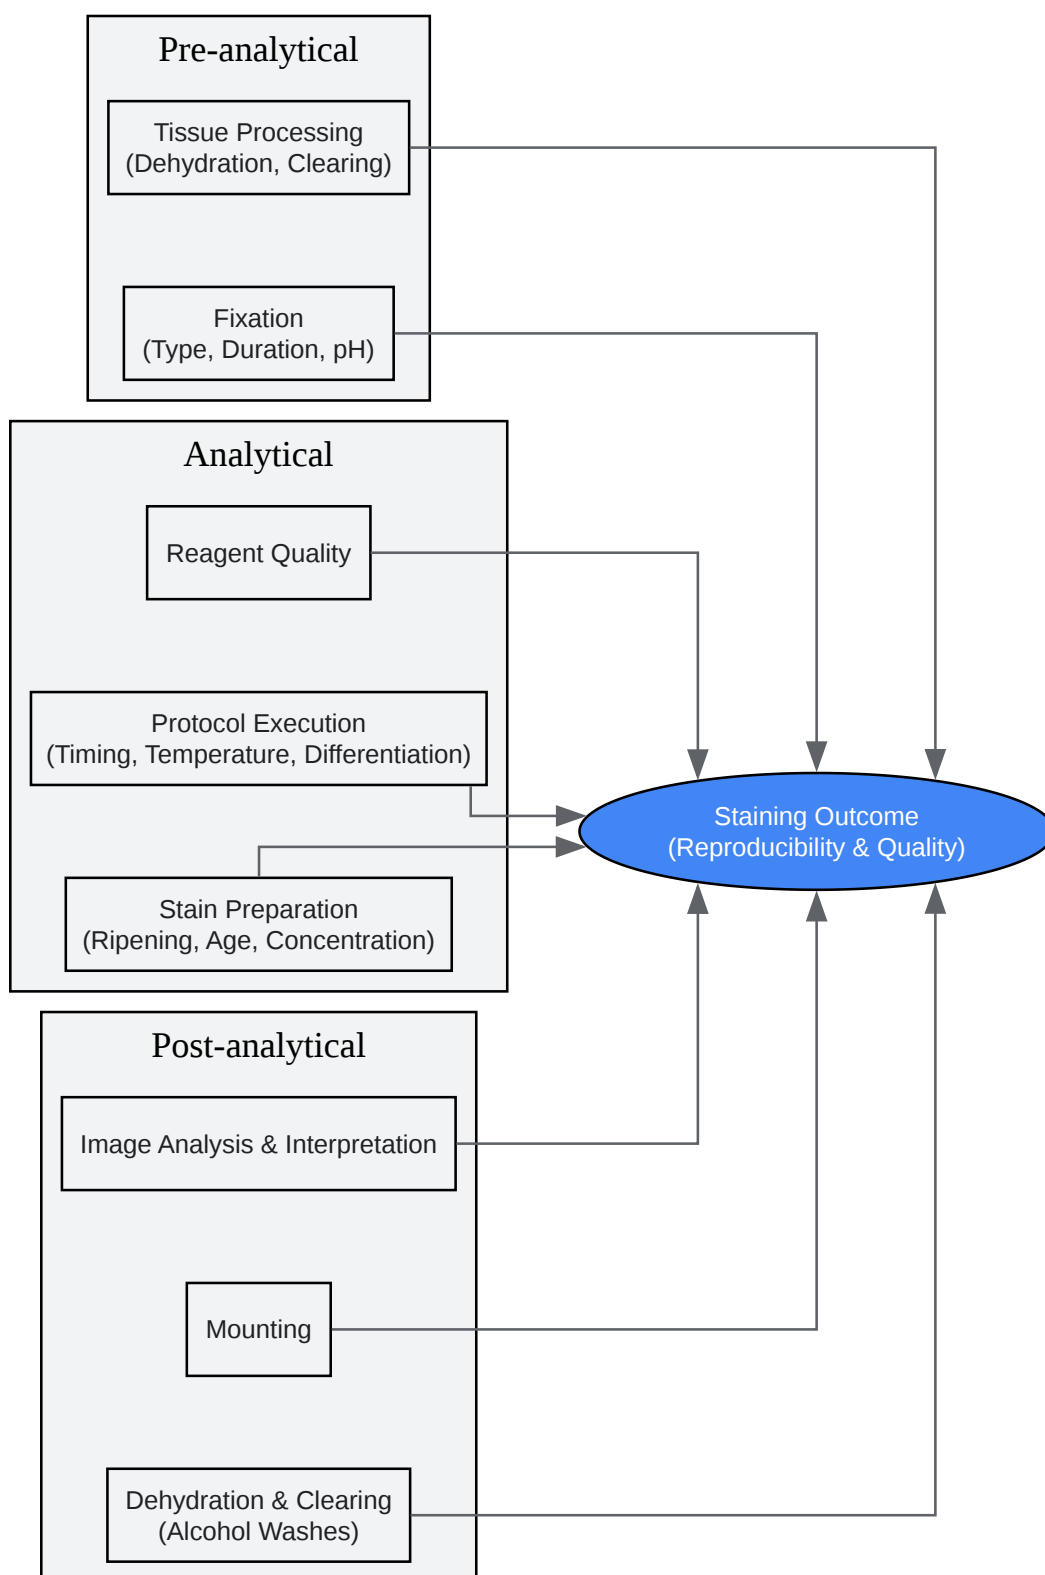 Pre-analytical
Tissue Processing
(Dehydration, Clearing)
Fixation
(Type, Duration, pH)
Analytical
Reagent Quality
Protocol Execution
(Timing, Temperature, Differentiation)
Stain Preparation
(Ripening, Age, Concentration)
Staining Outcome
(Reproducibility & Quality)
Post-analytical
Image Analysis & Interpretation
Mounting
Dehydration & Clearing
(Alcohol Washes)